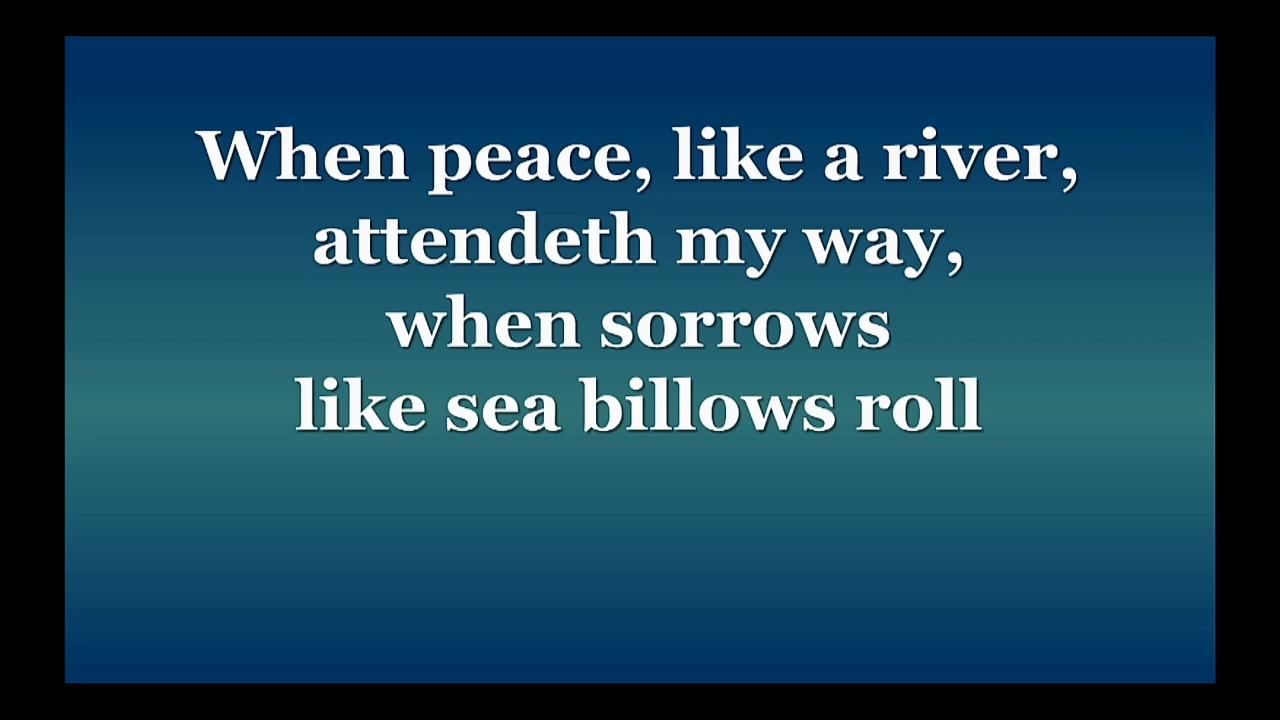 When peace, like a river,
attendeth my way,
when sorrows
like sea billows roll